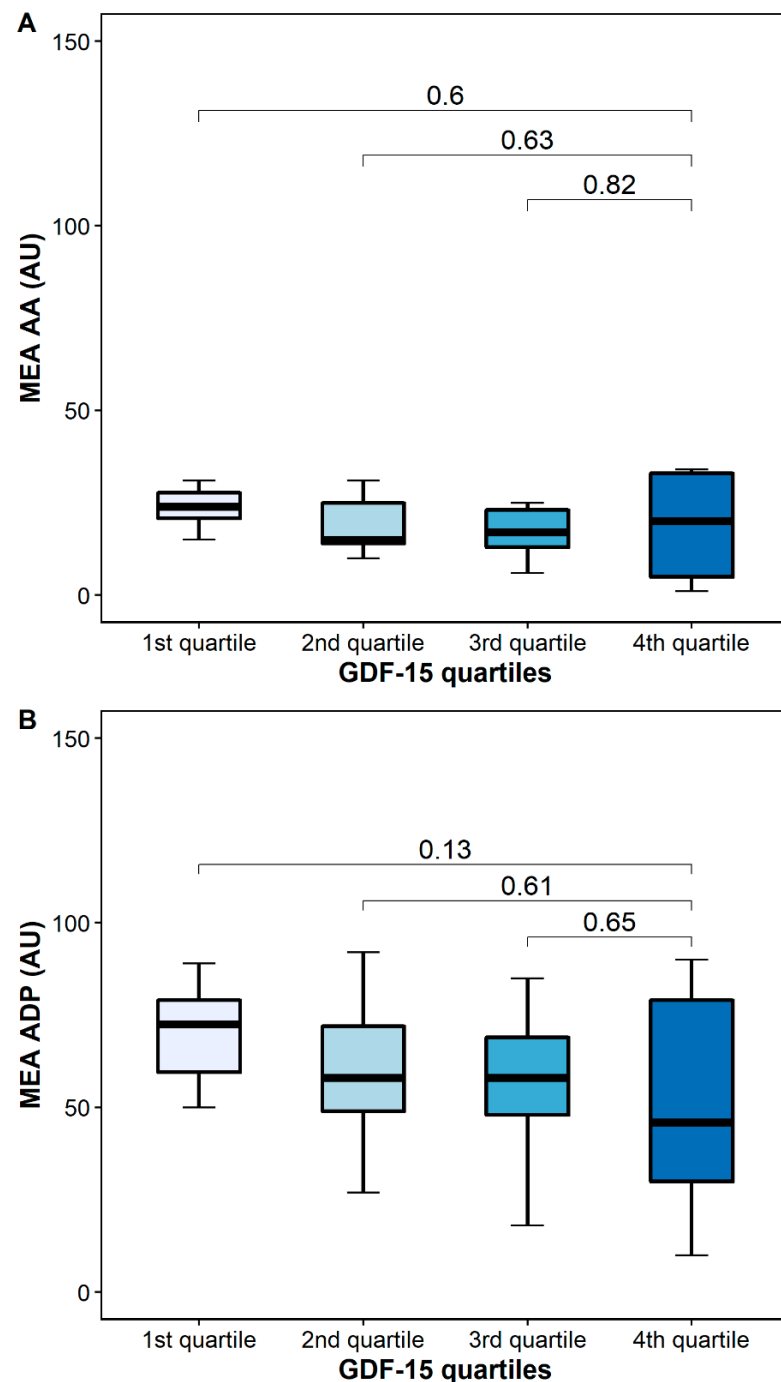 A
150
0.6
0.63
0.82
100
MEA AA (AU)
50
0
1st quartile 2nd quartile 3rd quartile 4th quartile
GDF-15 quartiles
B
150
0.13
0.61
0.65
100
MEA ADP (AU)
50
0
1st quartile 2nd quartile 3rd quartile 4th quartile
GDF-15 quartiles